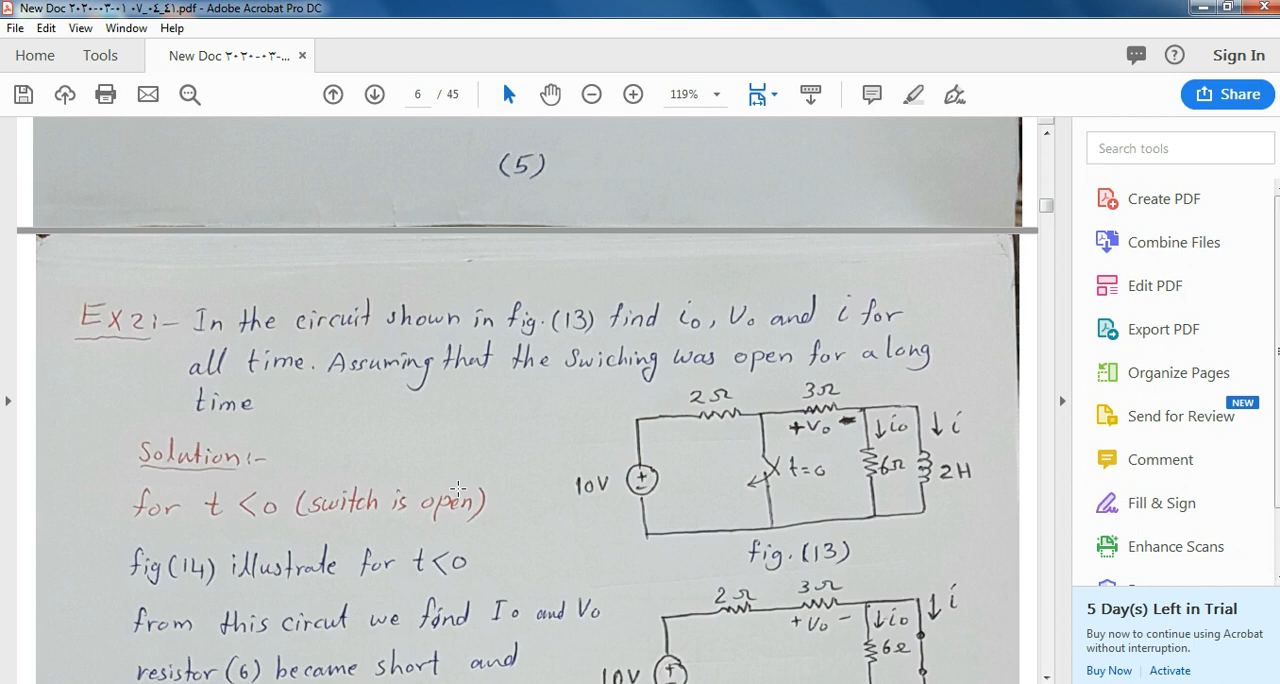 New Doc ٢٠٢٠-٠٣-٠١ ٠٧_٠٤_٤١.pdf - Adobe Acrobat Pro DC
File Edit View Window Help
Home Tools New Doc ٢٠٢٠-٠٣-... × Sign In
6 / 45 119% Share
(5)
Ex2:- In the circuit shown in fig.(13) find io, Vo and i for
all time. Assuming that the Swiching was open for a long
time
2Ω 3Ω
+Vo - io i
10V t=0 6Ω 2H
fig.(13)
Solution:-
for t <0 (switch is open)
fig(14) illustrate for t<0
from this circut we find Io and Vo
resistor (6) became short and
2Ω 3Ω
+Vo - io i
6Ω
10V
Search tools
Create PDF
Combine Files
Edit PDF
Export PDF
Organize Pages
NEW
Send for Review
Comment
Fill & Sign
Enhance Scans
5 Day(s) Left in Trial
Buy now to continue using Acrobat
without interruption.
Buy Now Activate